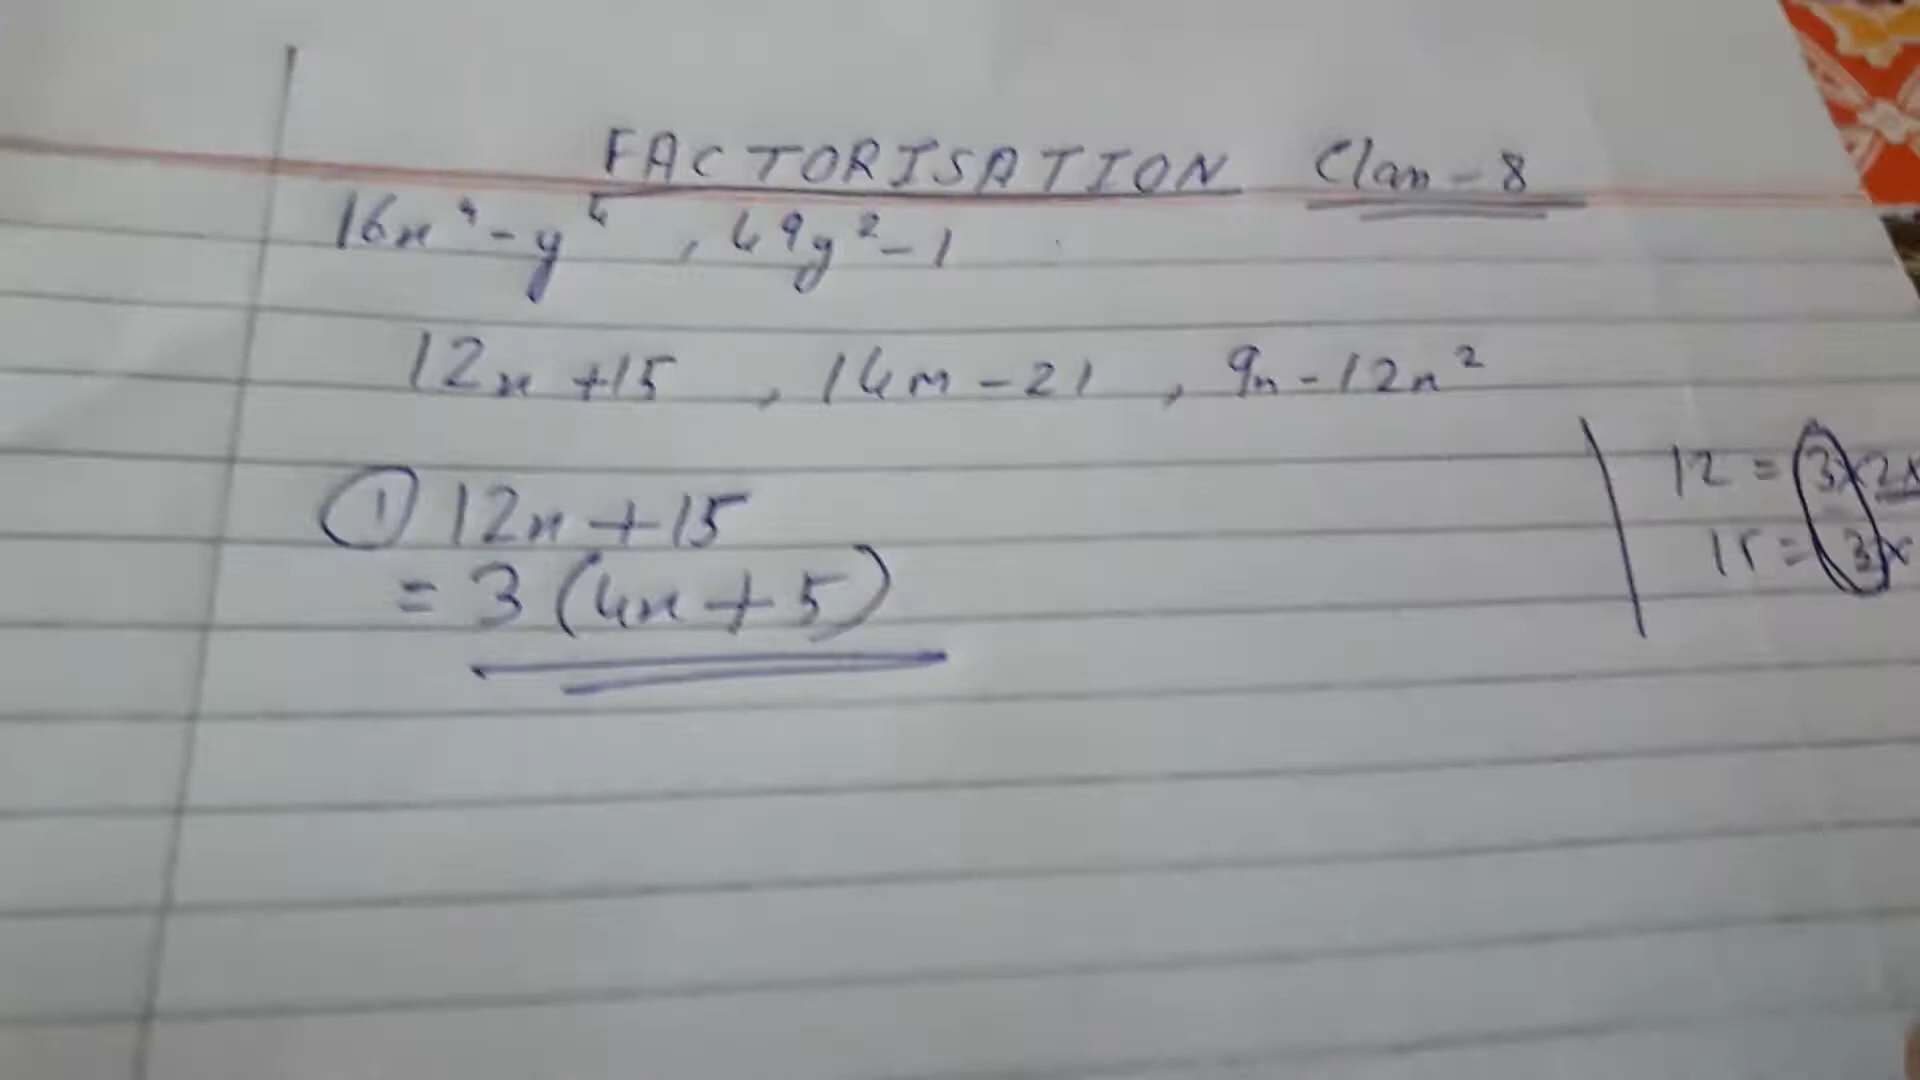 FACTORISATION Class - 8
16x⁴ - y⁴ , 49y² - 1
12x + 15 , 14m - 21 , 9n - 12n²
① 12x + 15
= 3 (4x + 5)
12 = 3 x 2 x
15 = 3 x